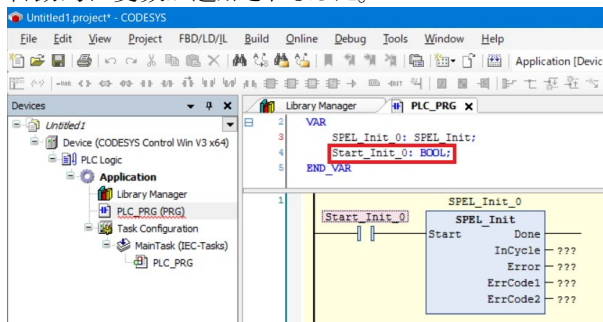 Untitled1.project* - CODESYS
File Edit View Project FBD/LD/IL Build Online Debug Tools Window Help
Application [Devic
Devices
Library Manager
PLC_PRG
Untitled1
Device (CODESYS Control Win V3 x64)
PLC Logic
Application
Library Manager
PLC_PRG (PRG)
Task Configuration
MainTask (IEC-Tasks)
PLC_PRG
2 VAR
3 SPEL_Init_0: SPEL_Init;
4 Start_Init_0: BOOL;
5 END_VAR
1
SPEL_Init_0
Start_Init_0
SPEL_Init
Start Done
InCycle ???
Error ???
ErrCode1 ???
ErrCode2 ???